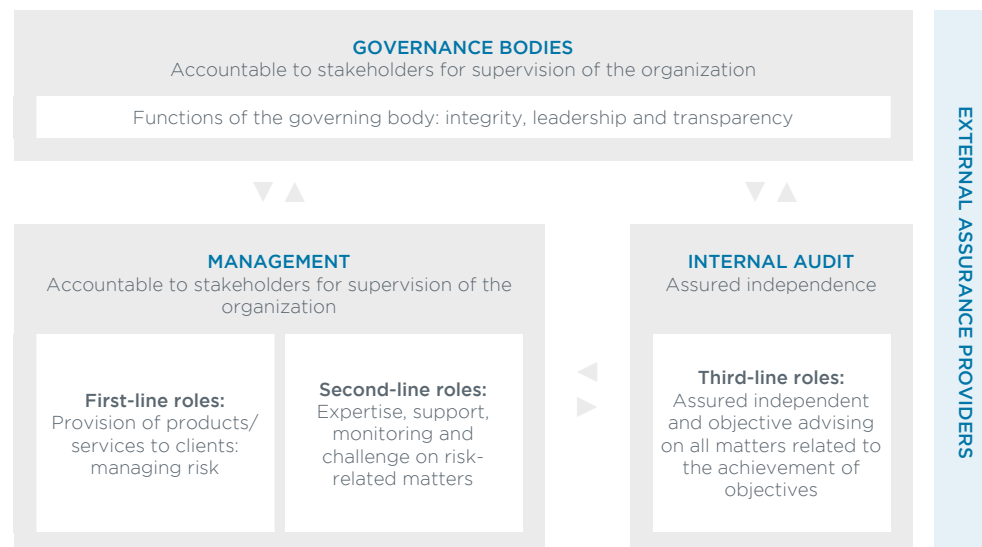 GOVERNANCE BODIES
Accountable to stakeholders for supervision of the organization
Functions of the governing body: integrity, leadership and transparency
MANAGEMENT
Accountable to stakeholders for supervision of the
organization
First-line roles:
Provision of products/
services to clients:
managing risk
Second-line roles:
Expertise, support,
monitoring and
challenge on risk-
related matters
INTERNAL AUDIT
Assured independence
Third-line roles:
Assured independent
and objective advising
on all matters related to
the achievement of
objectives
EXTERNAL ASSURANCE PROVIDERS